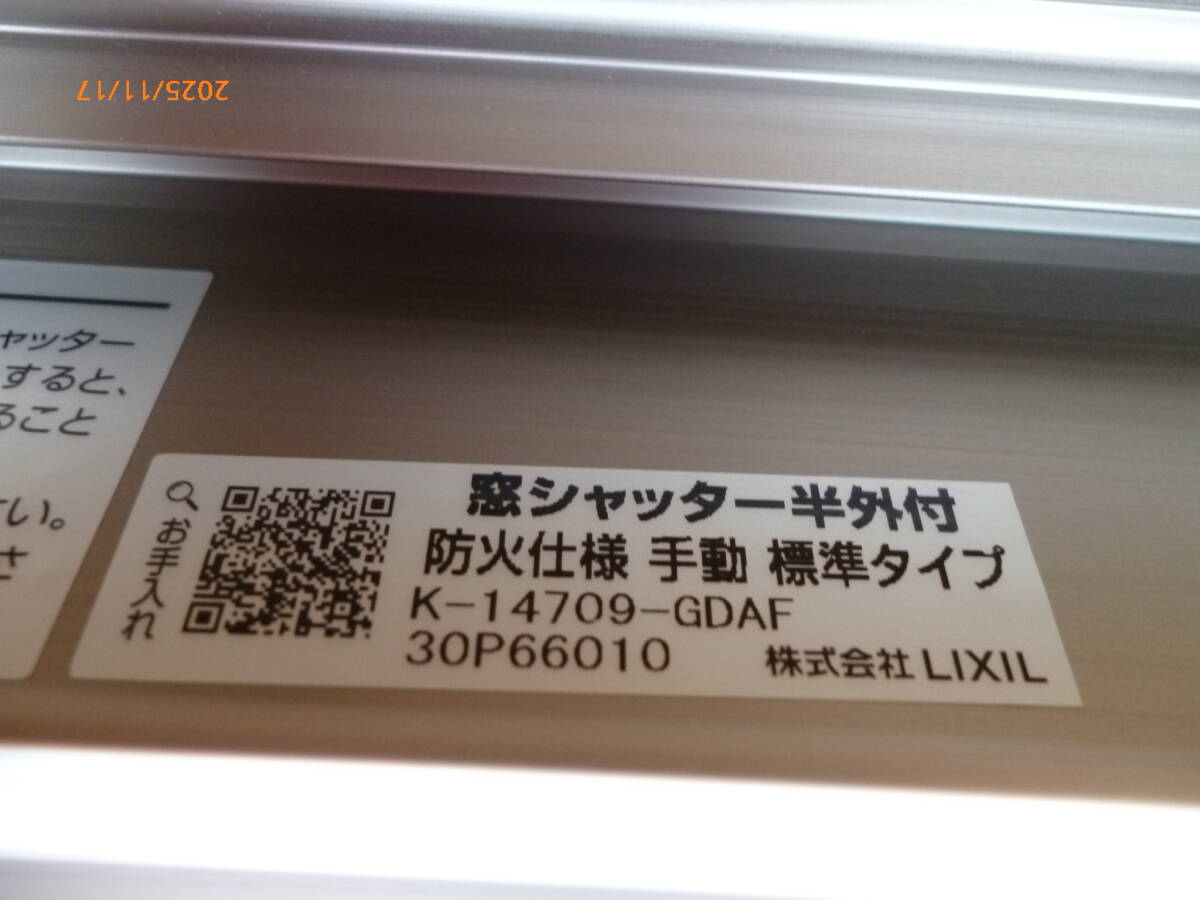 2025/11/17
ャッター
すると、
ること
い。
さ
お手入れ
窓シャッター半外付
防火仕様 手動 標準タイプ
K-14709-GDAF
30P66010
株式会社 LIXIL